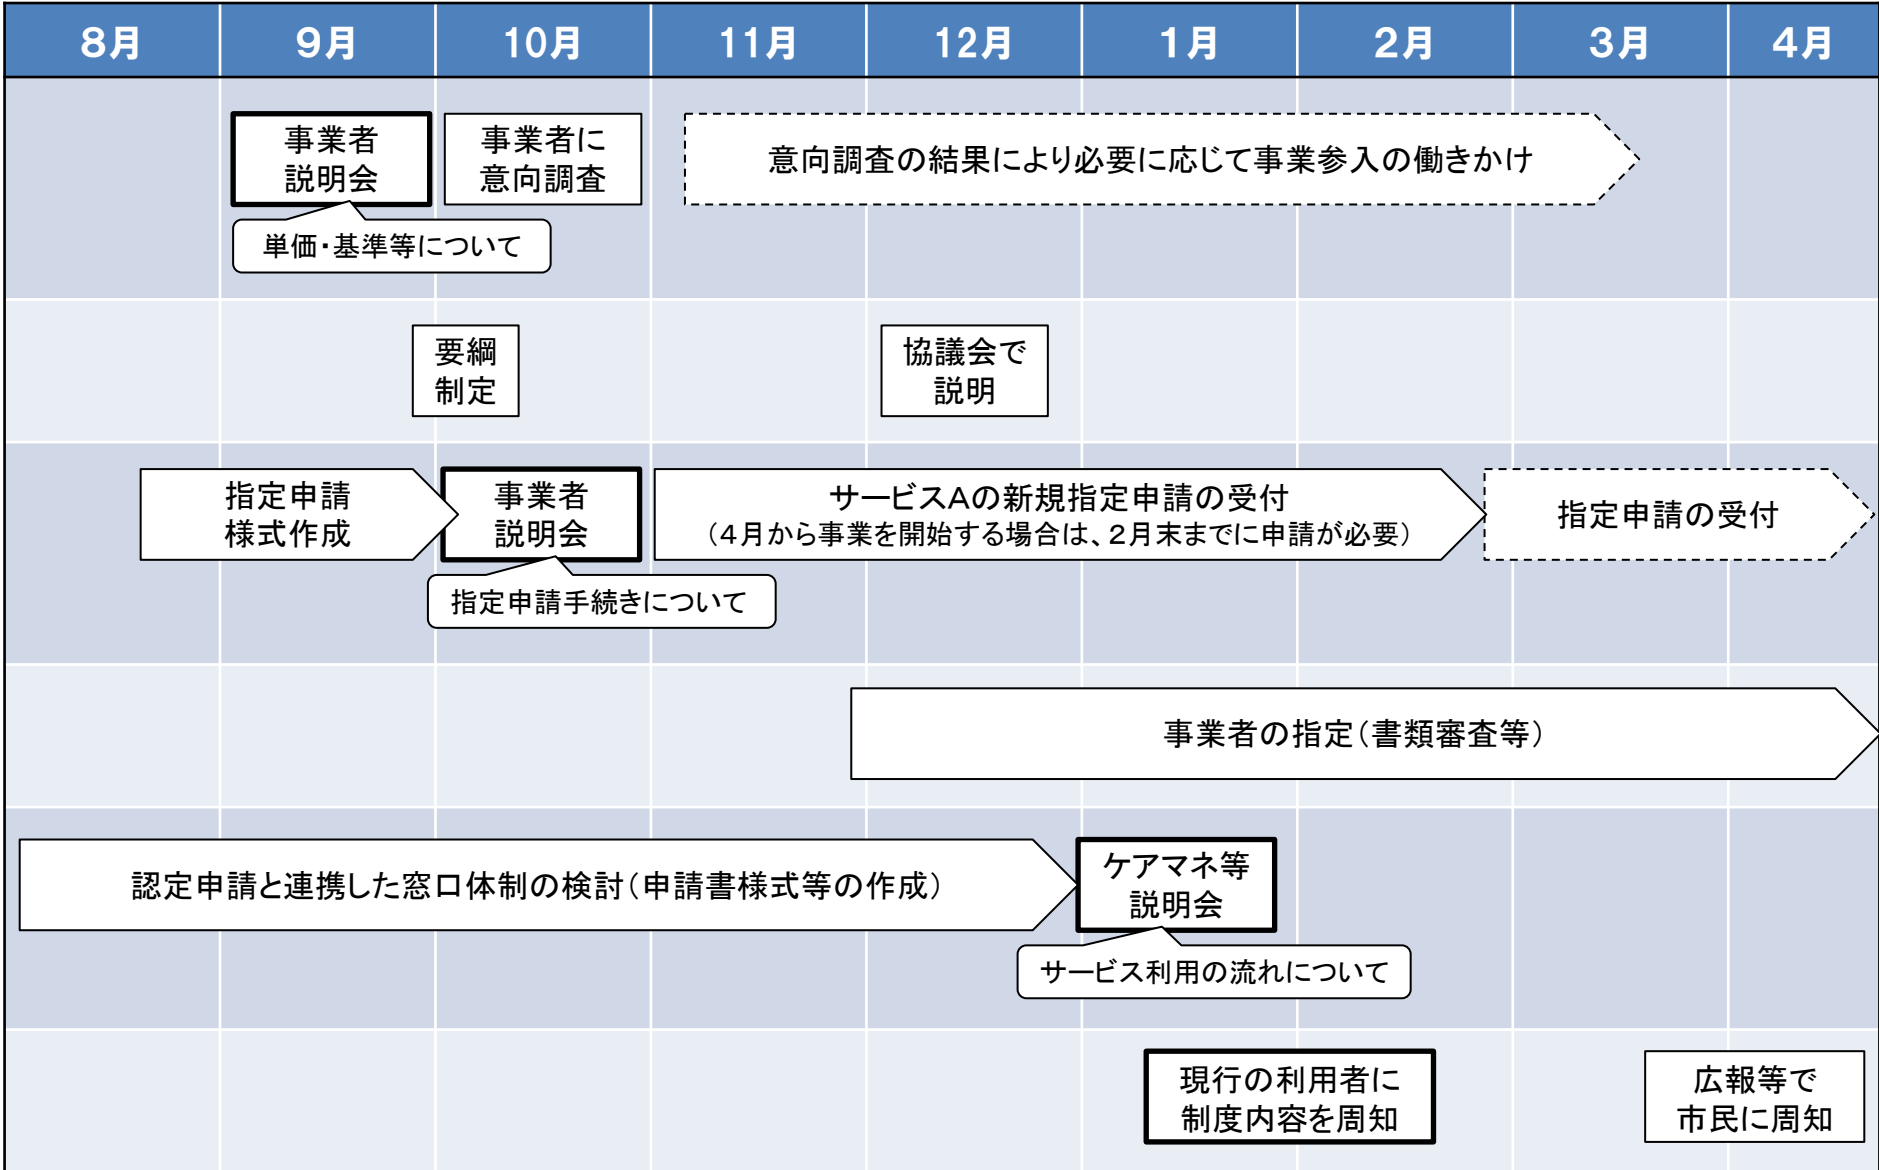 8月
9月
10月
11月
12月
1月
2月
3月
4月
事業者
説明会
事業者に
意向調査
意向調査の結果により必要に応じて事業参入の働きかけ
単価・基準等について
要綱
制定
協議会で
説明
指定申請
様式作成
事業者
説明会
サービスAの新規指定申請の受付
（4月から事業を開始する場合は、2月末までに申請が必要）
指定申請の受付
指定申請手続きについて
事業者の指定（書類審査等）
認定申請と連携した窓口体制の検討（申請書様式等の作成）
ケアマネ等
説明会
サービス利用の流れについて
現行の利用者に
制度内容を周知
広報等で
市民に周知